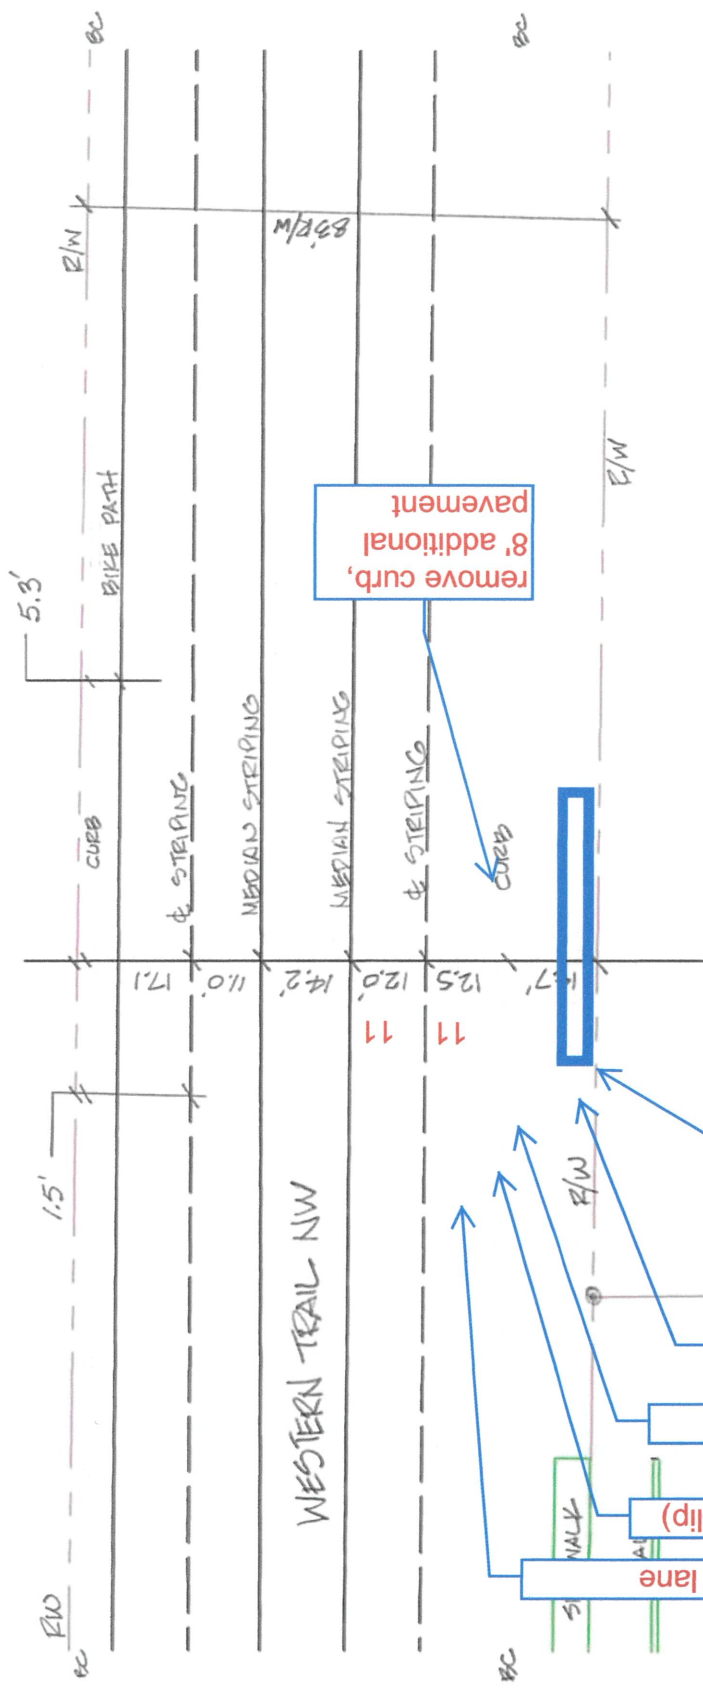 BC
BC
R/W
83' R/W
5.3'
BIKE PATH
R/W
remove curb,
8' additional
pavement
CURB
℄ STRIPING
MEDIAN STRIPING
MEDIAN STRIPING
℄ STRIPING
CURB
17.1
11.0'
14.2'
12.0'
12.5
11
11
1.5'
R/W
WESTERN TRAIL NW
RW
BC
BC
lip)
lane